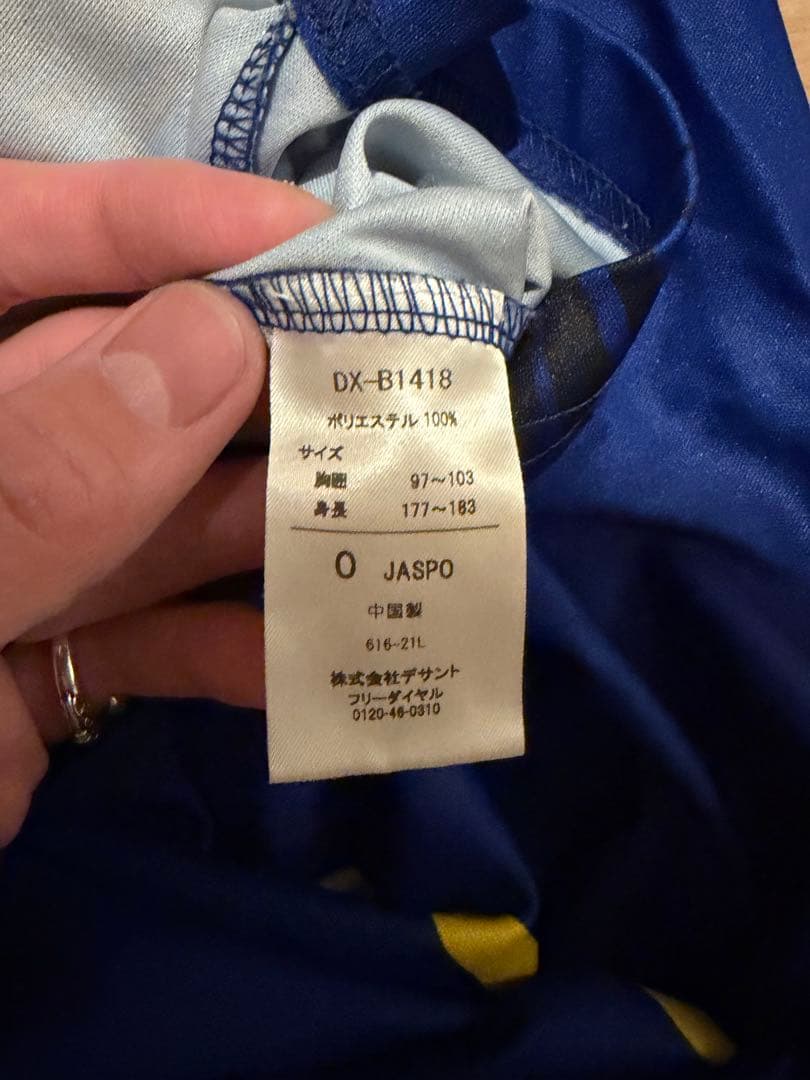 DX-B1418
ポリエステル 100%
サイズ
胸囲 97～103
身長 177～183
O JASPO
中国製
616-21L
株式会社デサント
フリーダイヤル
0120-46-0310